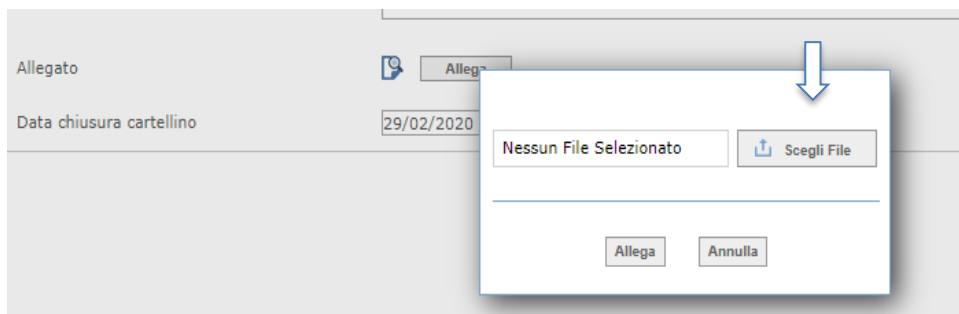 Allegato
Allega
Data chiusura cartellino
29/02/2020
Nessun File Selezionato
Scegli File
Allega
Annulla